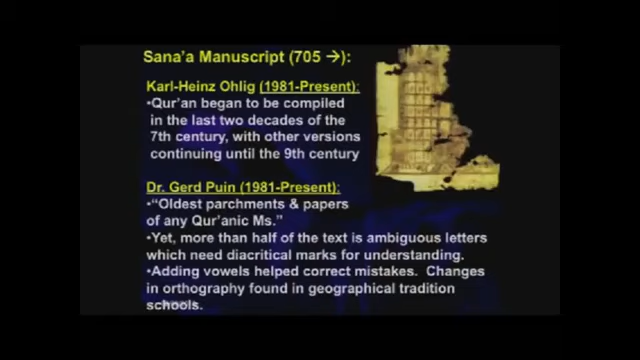 Sana'a Manuscript (705 →):
Karl-Heinz Ohlig (1981-Present):
•Qur'an began to be compiled
in the last two decades of the
7th century, with other versions
continuing until the 9th century
Dr. Gerd Puin (1981-Present):
•“Oldest parchments & papers
of any Qur'anic Ms.”
•Yet, more than half of the text is ambiguous letters
which need diacritical marks for understanding.
•Adding vowels helped correct mistakes. Changes
in orthography found in geographical tradition
schools.